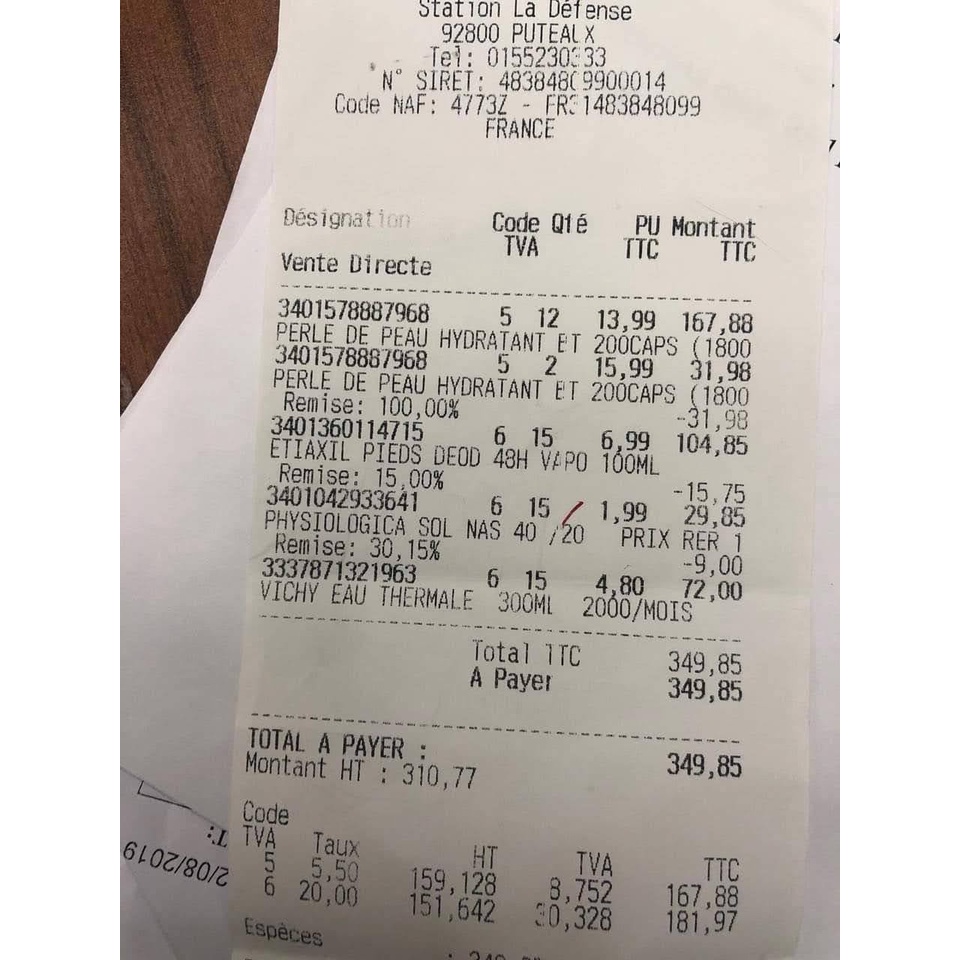 Station La Défense
92800 PUTEAUX
Tel: 0155230333
N° SIRET: 48384809900014
Code NAF: 4773Z - FR31483848099
FRANCE
Désignation Code Qté PU Montant
TVA TTC TTC
Vente Directe
3401578887968 5 12 13,99 167,88
PERLE DE PEAU HYDRATANT ET 200CAPS (1800
3401578887968 5 2 15,99 31,98
PERLE DE PEAU HYDRATANT ET 200CAPS (1800
Remise: 100,00% -31,98
3401360114715 6 15 6,99 104,85
ETIAXIL PIEDS DEOD 48H VAPO 100ML
Remise: 15,00% -15,75
3401042933641 6 15 1,99 29,85
PHYSIOLOGICA SOL NAS 40 /20 PRIX RER 1
Remise: 30,15% -9,00
3337871321963 6 15 4,80 72,00
VICHY EAU THERMALE 300ML 2000/MOIS
Total TTC 349,85
A Payer 349,85
TOTAL A PAYER : 349,85
Montant HT : 310,77
Code
TVA Taux HT TVA TTC
5 5,50 159,128 8,752 167,88
6 20,00 151,642 30,328 181,97
Espèces
2/08/2019